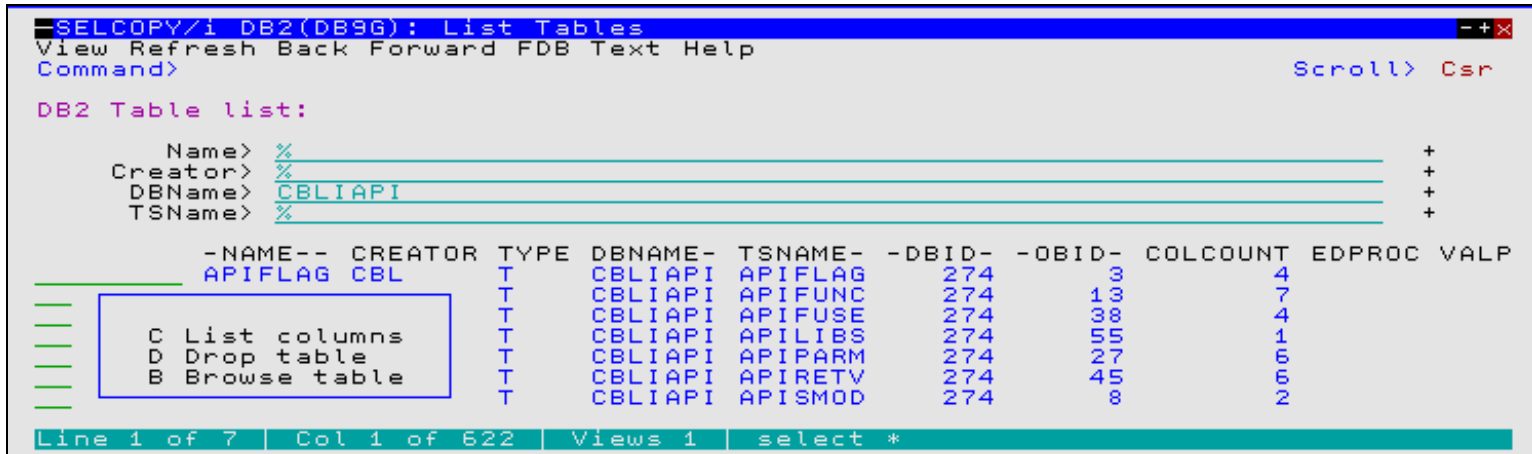 -SELCOPY/i DB2(DB9G): List Tables -+x
View Refresh Back Forward FDB Text Help
Command> Scroll> Csr
DB2 Table list:
Name> % +
Creator> % +
DBName> CBLIAPI +
TSName> % +
-NAME-- CREATOR TYPE DBNAME- TSNAME- -DBID- -OBID- COLCOUNT EDPROC VALP
APIFLAG CBL T CBLIAPI APIFLAG 274 3 4
T CBLIAPI APIFUNC 274 13 7
T CBLIAPI APIFUSE 274 38 4
C List columns T CBLIAPI APILIBS 274 55 1
D Drop table T CBLIAPI APIPARM 274 27 6
B Browse table T CBLIAPI APIRETV 274 45 6
T CBLIAPI APISMOD 274 8 2
Line 1 of 7 | Col 1 of 622 | Views 1 | select *